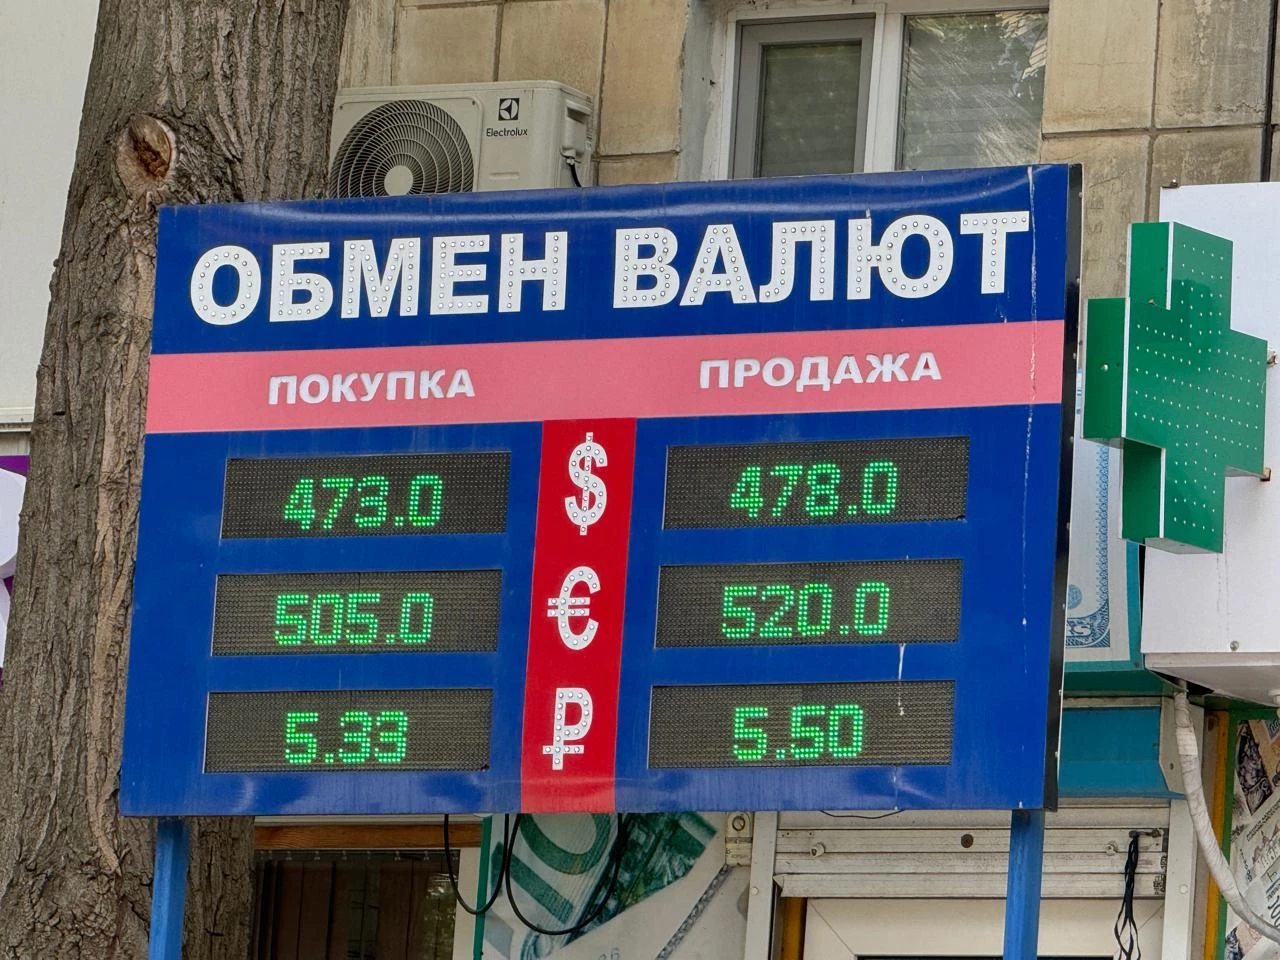 Electrolux
ОБМЕН ВАЛЮТ
ПОКУПКА ПРОДАЖА
473.0 $ 478.0
505.0 € 520.0
5.33 ₽ 5.50